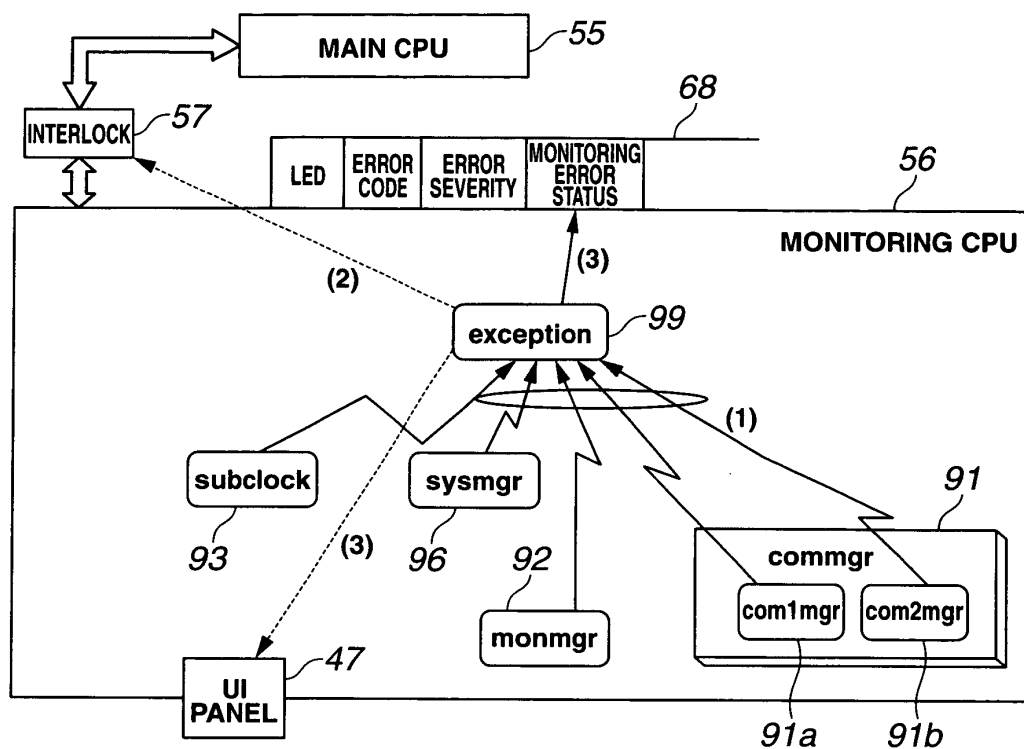 MAIN CPU
55
INTERLOCK
57
68
LED
ERROR
CODE
ERROR
SEVERITY
MONITORING
ERROR
STATUS
56
MONITORING CPU
(2)
(3)
exception
99
(1)
subclock
93
sysmgr
96
(3)
92
monmgr
91
commgr
com1mgr
com2mgr
91a
91b
UI
PANEL
47